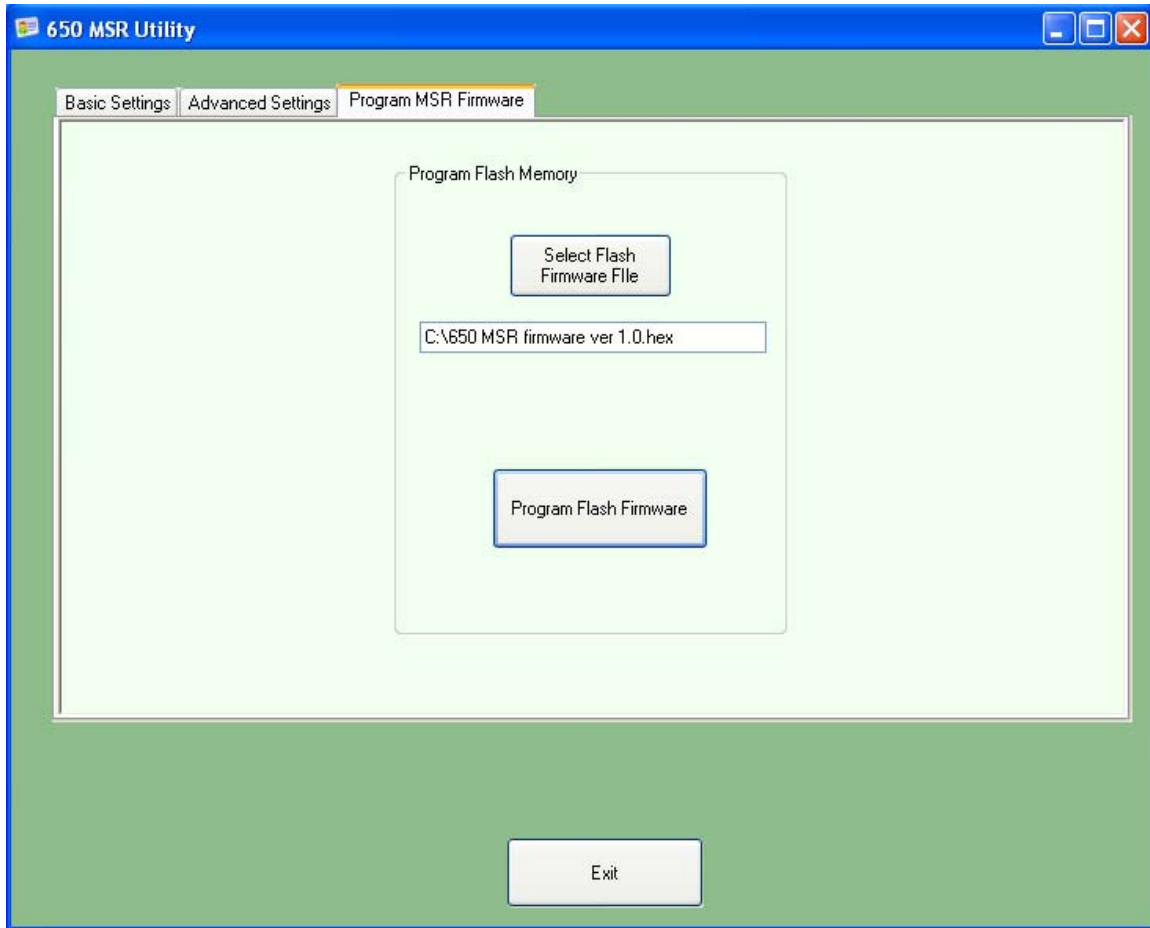 650 MSR Utility
Basic Settings
Advanced Settings
Program MSR Firmware
Program Flash Memory
Select Flash
Firmware FIle
C:\650 MSR firmware ver 1.0.hex
Program Flash Firmware
Exit